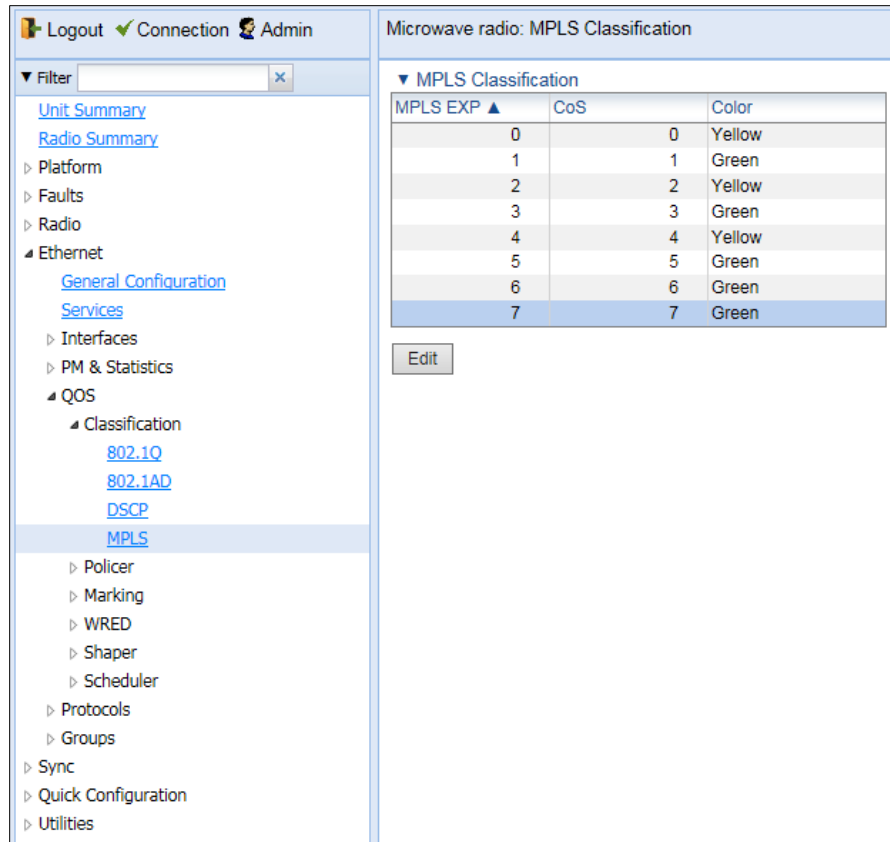 Logout Connection Admin
▼ Filter
Unit Summary
Radio Summary
Platform
Faults
Radio
Ethernet
General Configuration
Services
Interfaces
PM & Statistics
QOS
Classification
802.1Q
802.1AD
DSCP
MPLS
Policer
Marking
WRED
Shaper
Scheduler
Protocols
Groups
Sync
Quick Configuration
Utilities
Microwave radio: MPLS Classification
▼ MPLS Classification
MPLS EXP ▲ CoS Color
0 0 Yellow
1 1 Green
2 2 Yellow
3 3 Green
4 4 Yellow
5 5 Green
6 6 Green
7 7 Green
Edit